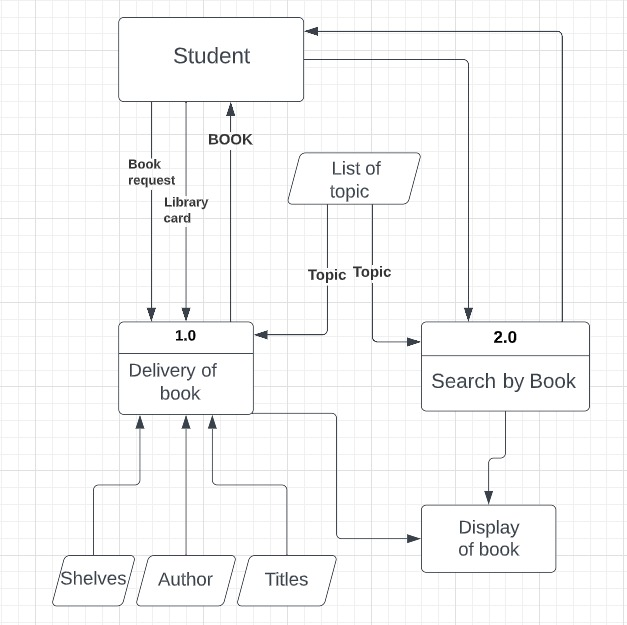 Student
BOOK
Book
request
Library
card
List of
topic
Topic
Topic
1.0
Delivery of
book
2.0
Search by Book
Display
of book
Shelves
Author
Titles